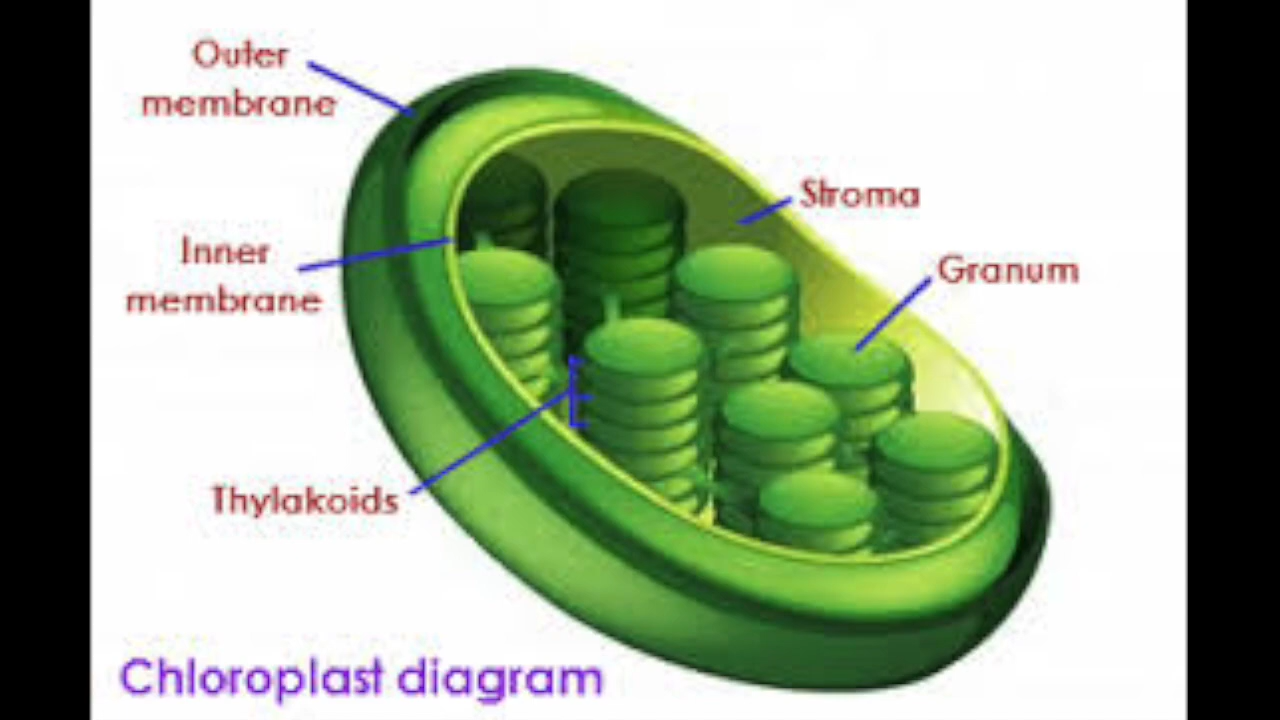 Outer
membrane
Stroma
Inner
membrane
Granum
Thylakoids
Chloroplast diagram